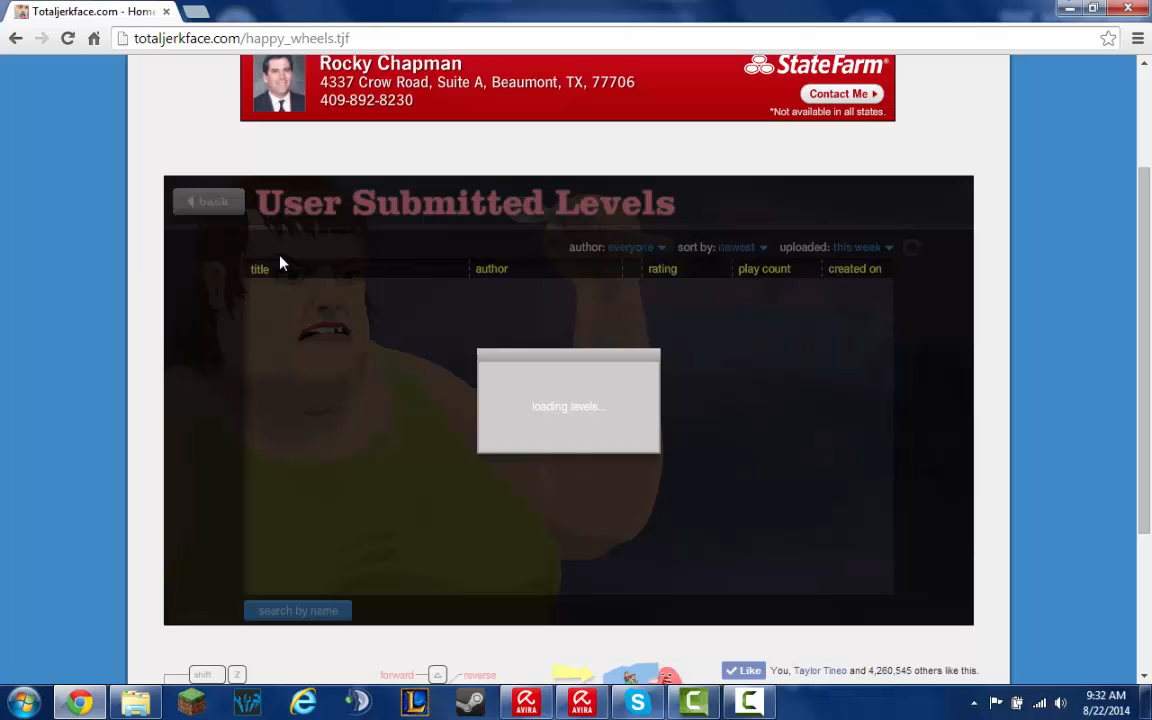 Totaljerkface.com - Hom
totaljerkface.com/happy_wheels.tjf
Rocky Chapman
4337 Crow Road, Suite A, Beaumont, TX, 77706
409-892-8230
StateFarm
Contact Me
*Not available in all states.
back
User Submitted Levels
author: everyone sort by: newest uploaded: this week
title author rating play count created on
loading levels...
search by name
shift Z forward reverse
Like You, Taylor Tineo and 4,260,545 others like this.
AVIRA AVIRA
9:32 AM
8/22/2014